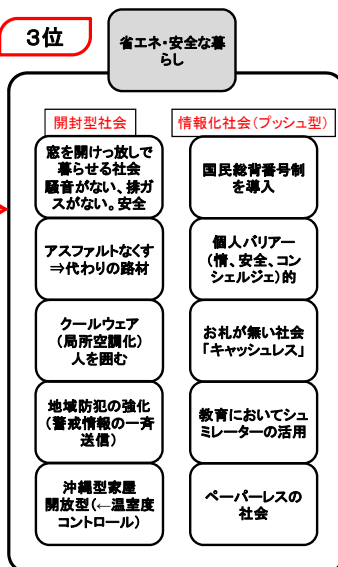 3位
省エネ・安全な暮
らし
開封型社会
窓を開けっ放しで
暮らせる社会
騒音がない、排ガ
スがない。安全
アスファルトなくす
⇒代わりの路材
クールウェア
(局所空調化)
人を囲む
地域防犯の強化
(警戒情報の一斉
送信)
沖縄型家屋
開放型(←温室度
コントロール)
情報化社会(プッシュ型)
国民総背番号制
を導入
個人バリアー
(情、安全、コン
シェルジェ)的
お札が無い社会
「キャッシュレス」
教育においてシュ
ミレーターの活用
ペーパーレスの
社会